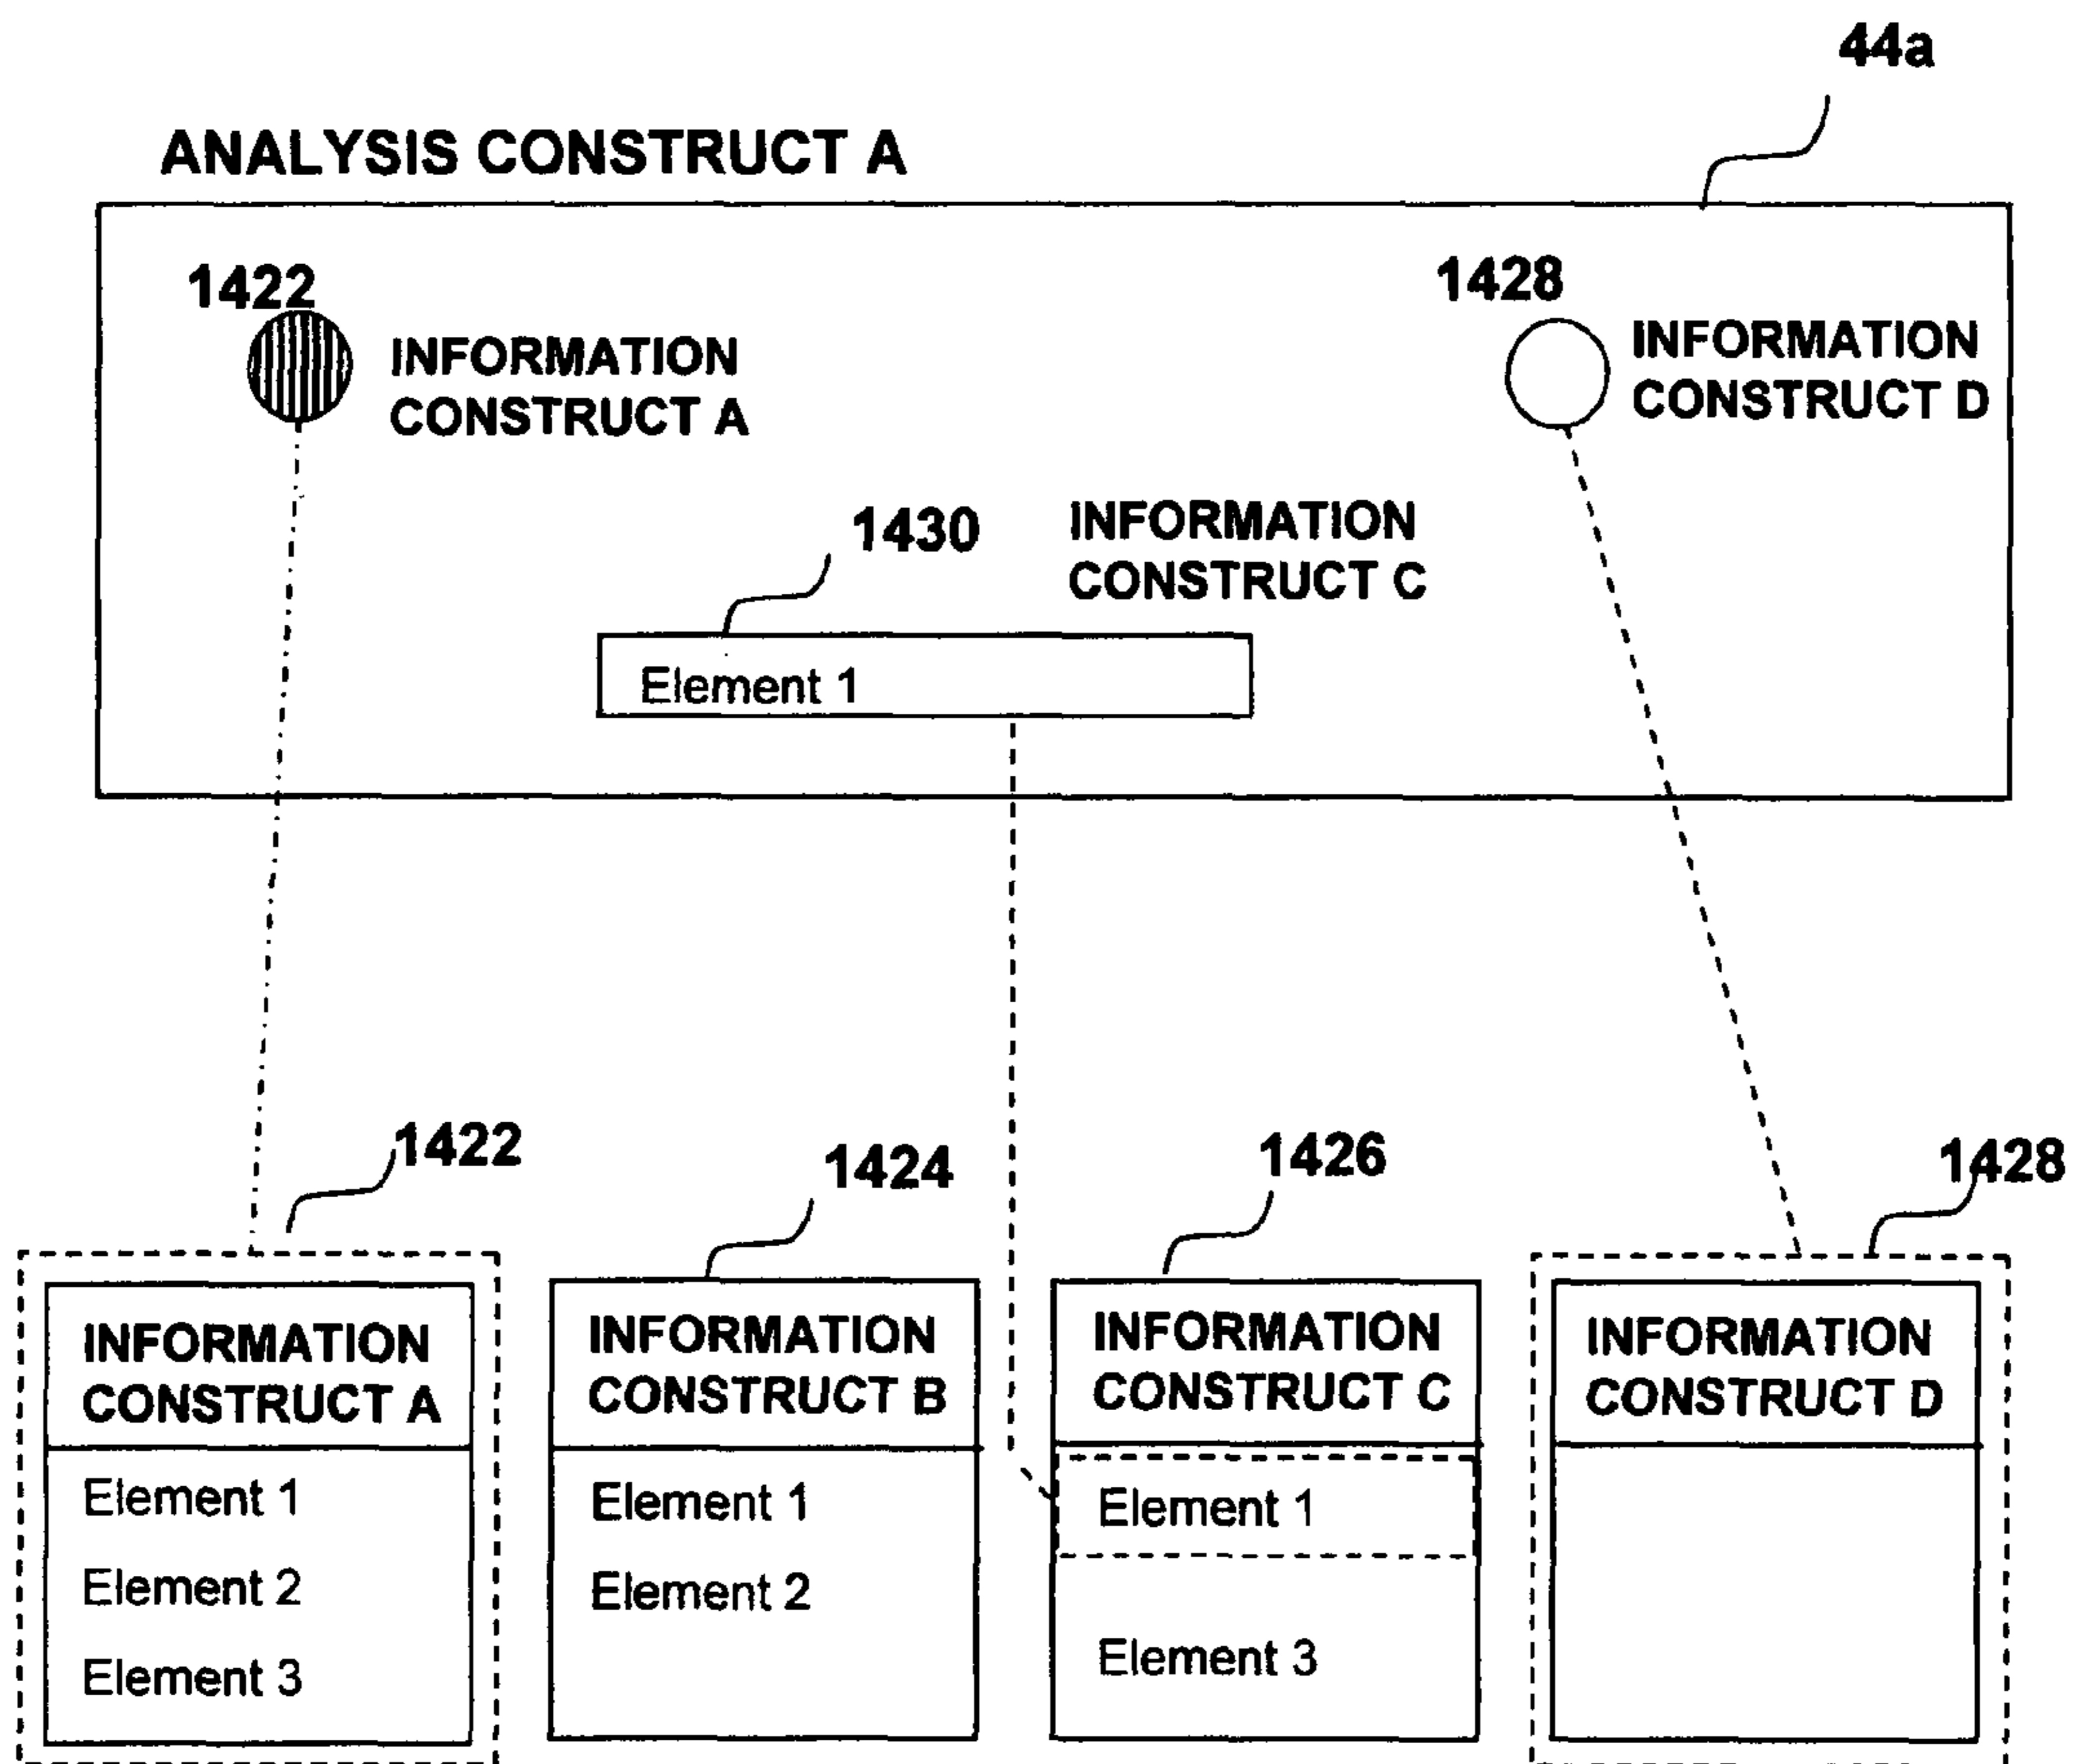 44a
ANALYSIS CONSTRUCT A
1422
INFORMATION
CONSTRUCT A
1428
INFORMATION
CONSTRUCT D
1430
INFORMATION
CONSTRUCT C
Element 1
1422
1424
1426
1428
INFORMATION
CONSTRUCT A
Element 1
Element 2
Element 3
INFORMATION
CONSTRUCT B
Element 1
Element 2
INFORMATION
CONSTRUCT C
Element 1
Element 3
INFORMATION
CONSTRUCT D